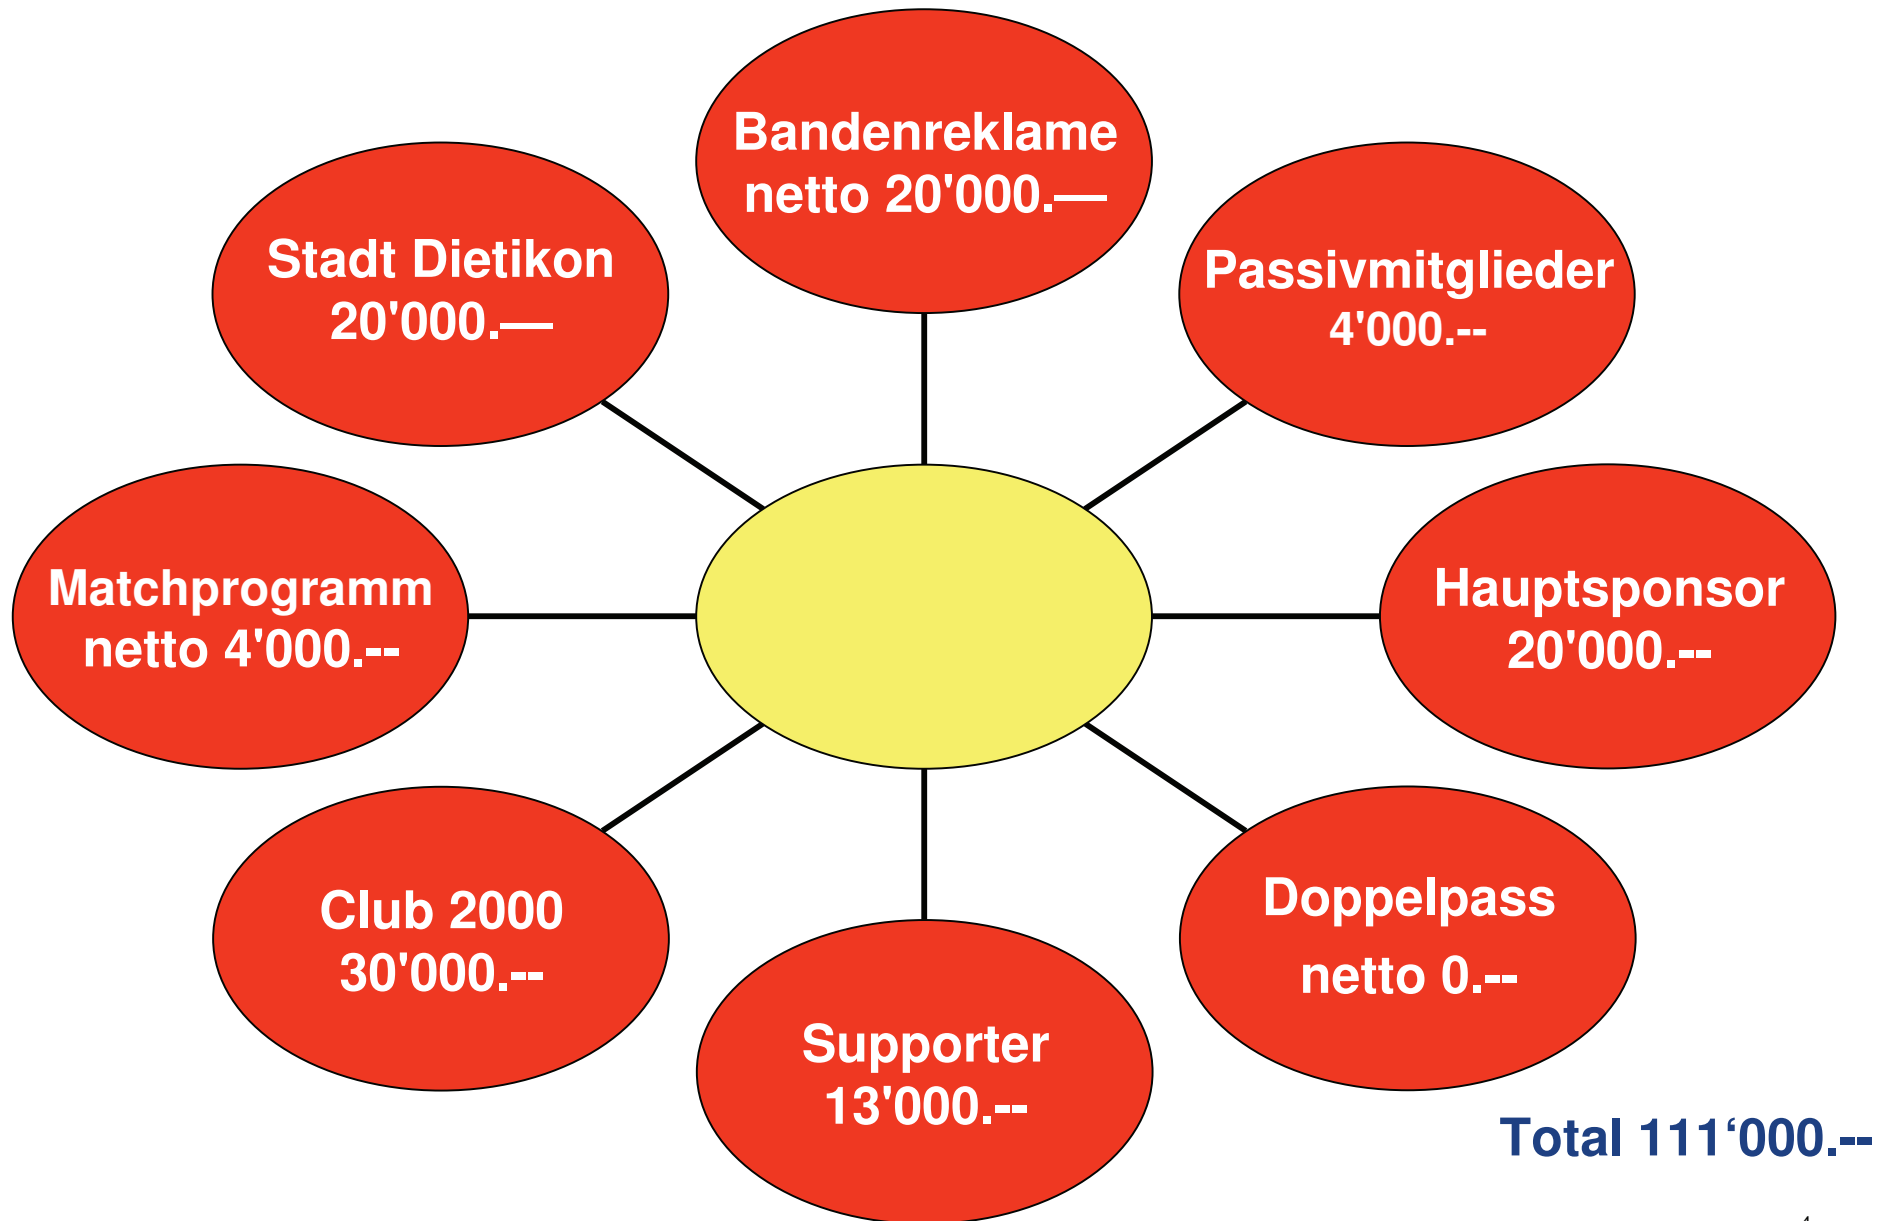 Bandenreklame
netto 20'000.—
Stadt Dietikon
20'000.—
Passivmitglieder
4'000.--
Matchprogramm
netto 4'000.--
Hauptsponsor
20'000.--
Club 2000
30'000.--
Doppelpass
netto 0.--
Supporter
13'000.--
Total 111‘000.--